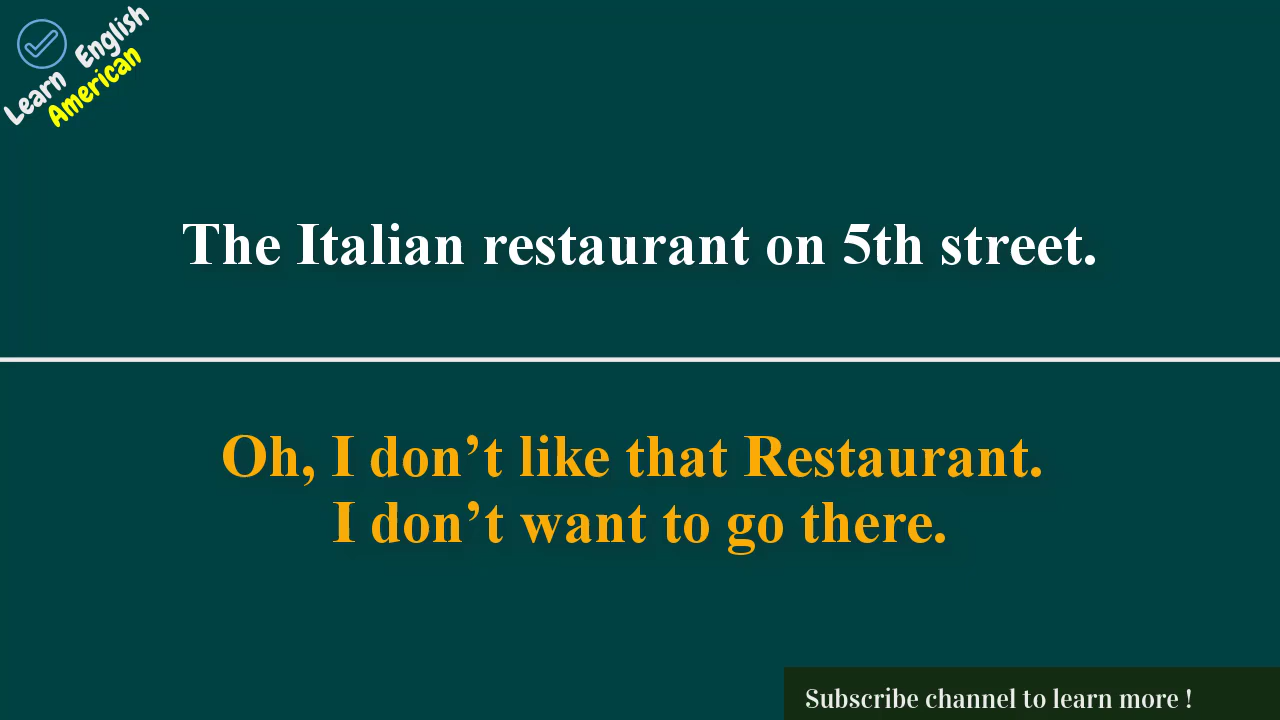 Learn English
American
The Italian restaurant on 5th street.
Oh, I don’t like that Restaurant.
I don’t want to go there.
Subscribe channel to learn more !